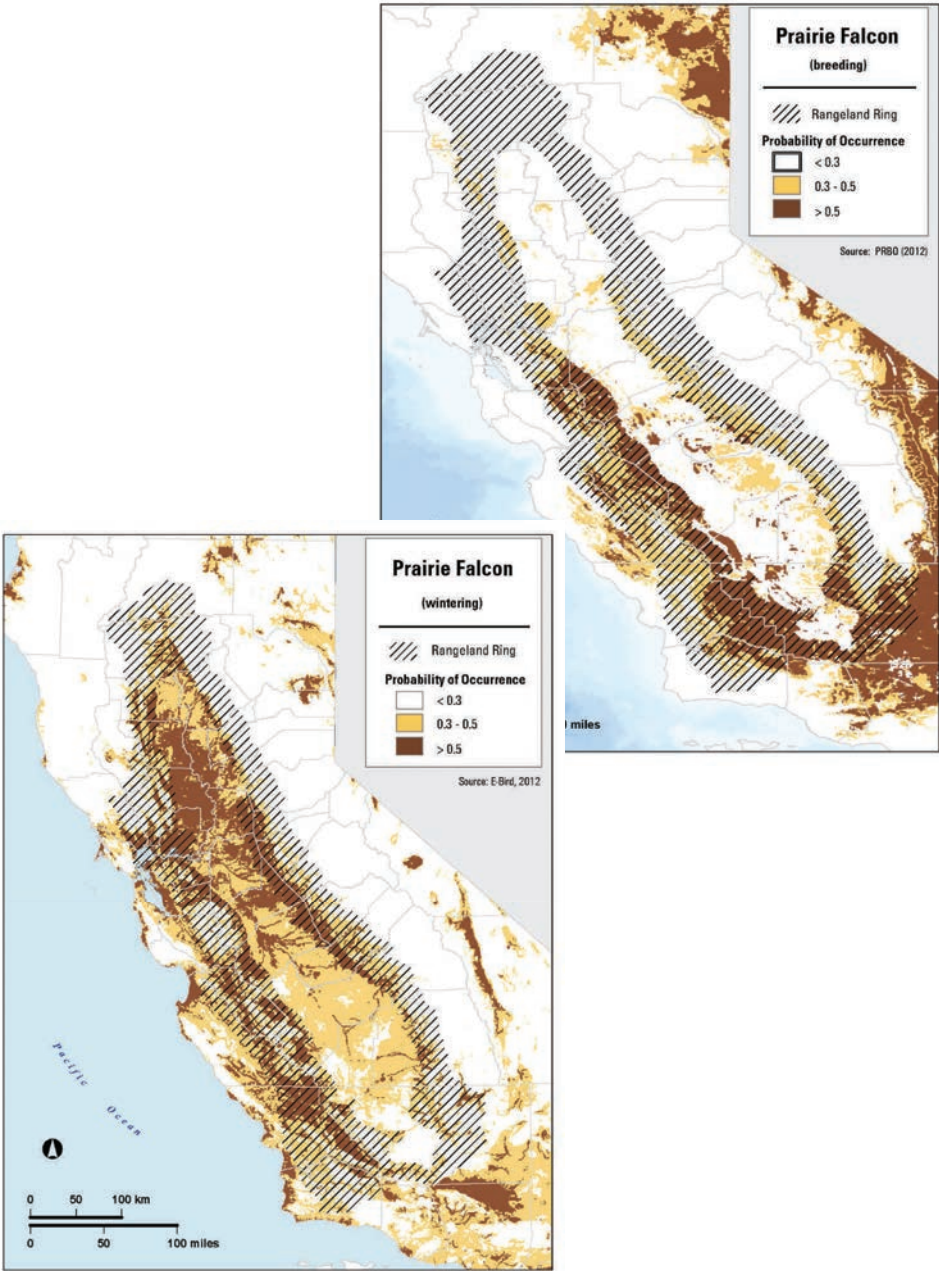 Prairie Falcon
(breeding)
Rangeland Ring
Probability of Occurrence
< 0.3
0.3 - 0.5
> 0.5
Source: PRBO (2012)
miles
Prairie Falcon
(wintering)
Rangeland Ring
Probability of Occurrence
< 0.3
0.3 - 0.5
> 0.5
Source: E-Bird, 2012
Pacific
Ocean
0 50 100 km
0 50 100 miles